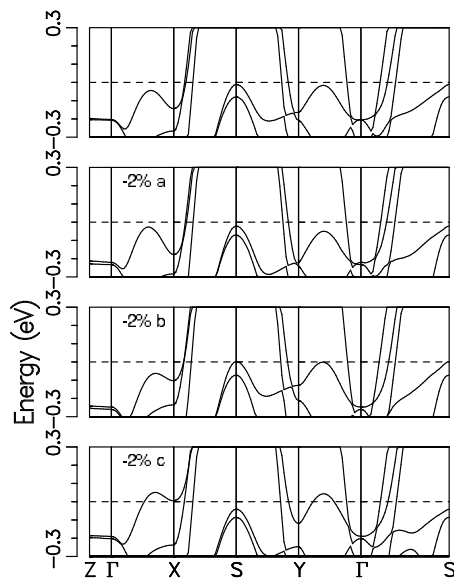 0.3
-0.3
-2% a
0.3
-0.3
-2% b
0.3
-0.3
-2% c
0.3
-0.3
Energy (eV)
Z Γ X S Y Γ S